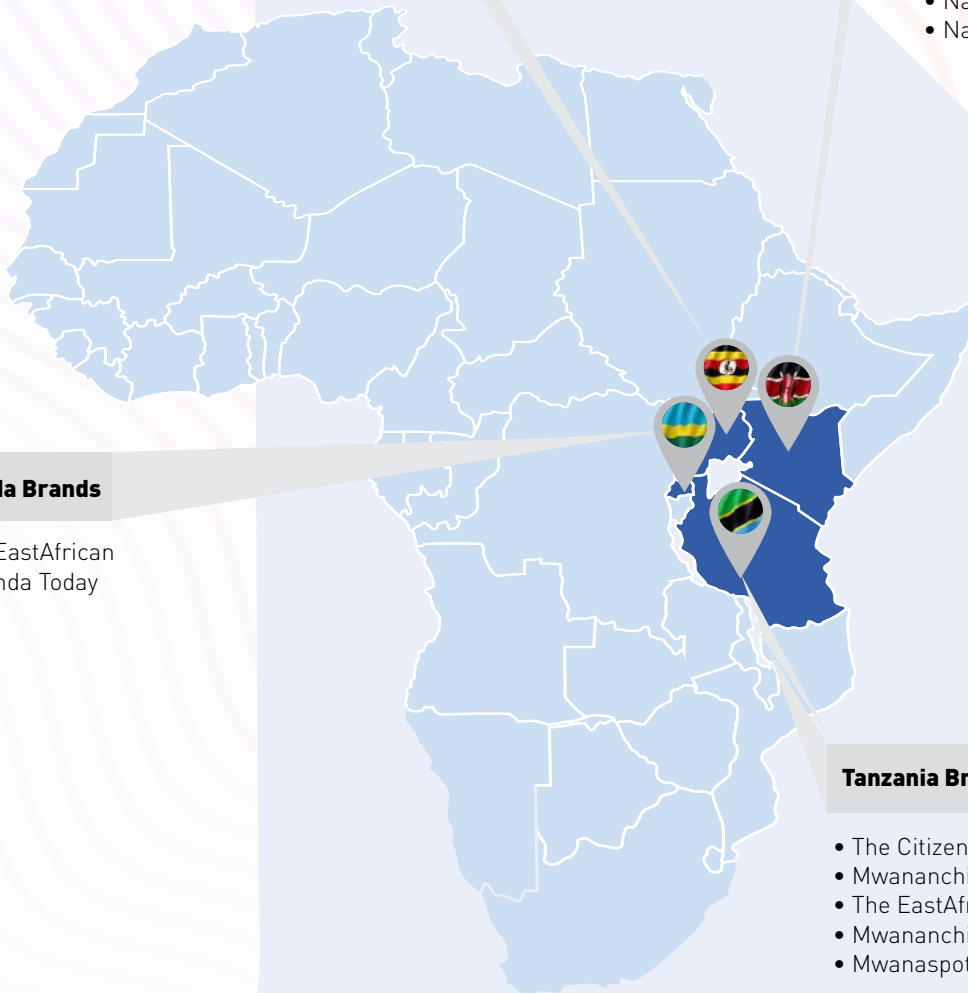 • Na
• Na
da Brands
EastAfrican
nda Today
Tanzania Br
• The Citizen
• Mwananchi
• The EastAfr
• Mwananchi
• Mwanaspot